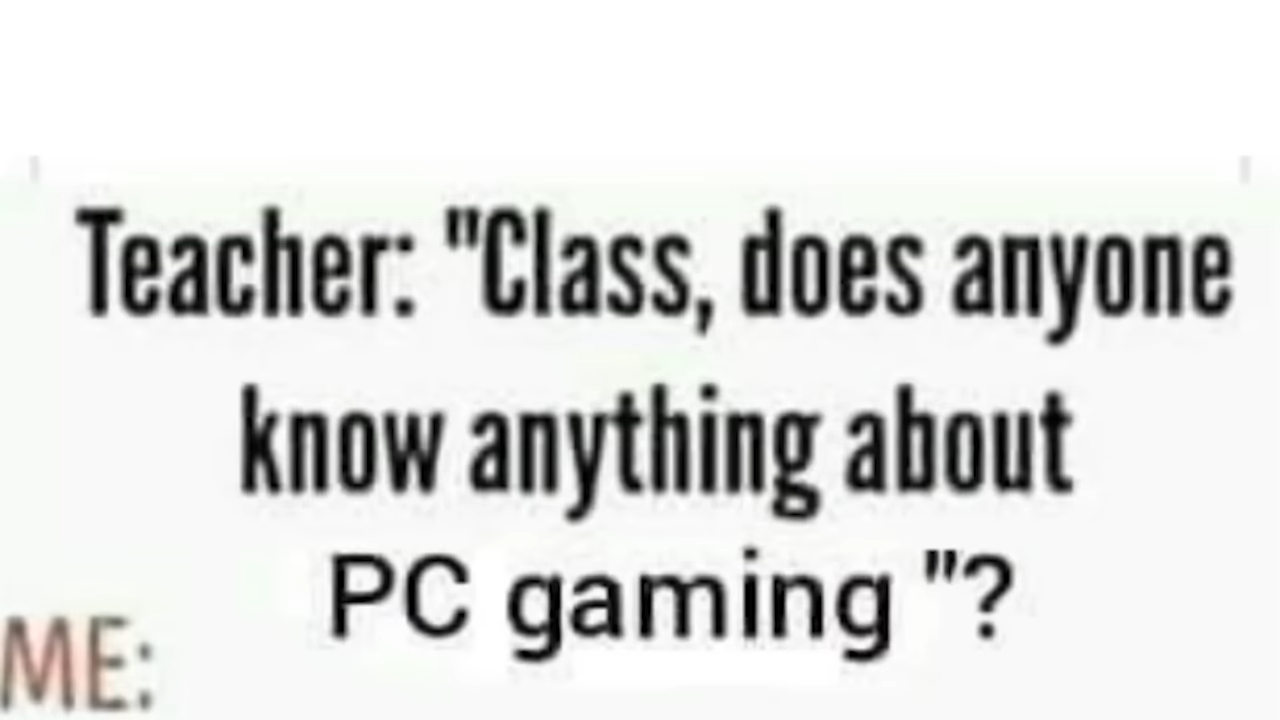 Teacher: "Class, does anyone
know anything about
PC gaming "?
ME: